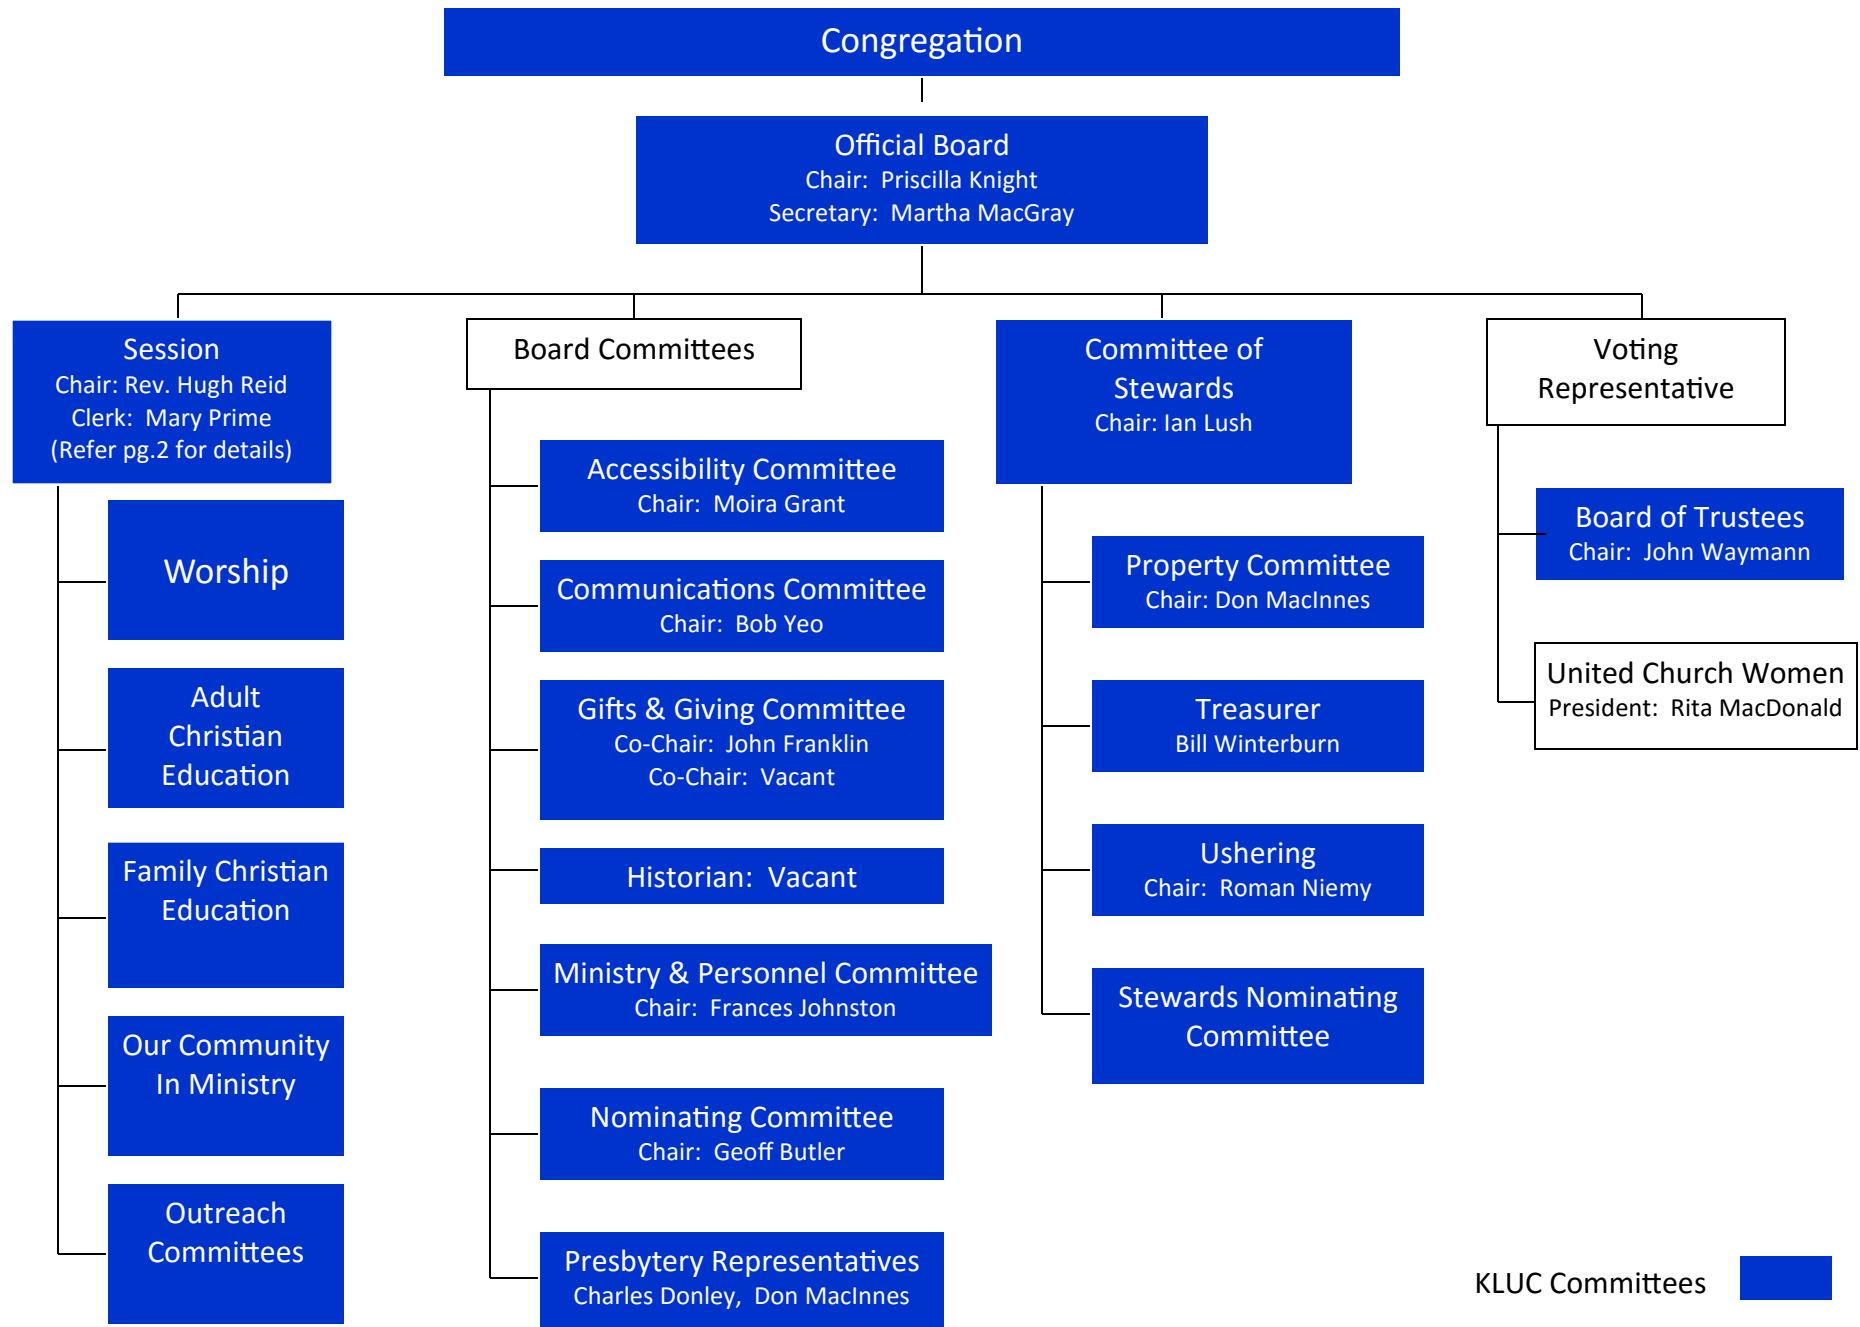 Congregation
Official Board
Chair:  Priscilla Knight
Secretary:  Martha MacGray
Session
Chair: Rev. Hugh Reid
Clerk:  Mary Prime
(Refer pg.2 for details)
Worship
Adult
Christian
Education
Family Christian
Education
Our Community
In Ministry
Outreach
Committees
Board Committees
Accessibility Committee
Chair:  Moira Grant
Communications Committee
Chair:  Bob Yeo
Gifts & Giving Committee
Co-Chair:  John Franklin
Co-Chair:  Vacant
Historian:  Vacant
Ministry & Personnel Committee
Chair:  Frances Johnston
Nominating Committee
Chair:  Geoff Butler
Presbytery Representatives
Charles Donley,  Don MacInnes
Committee of
Stewards
Chair: Ian Lush
Property Committee
Chair: Don MacInnes
Treasurer
Bill Winterburn
Ushering
Chair:  Roman Niemy
Stewards Nominating
Committee
Voting
Representative
Board of Trustees
Chair:  John Waymann
United Church Women
President:  Rita MacDonald
KLUC Committees